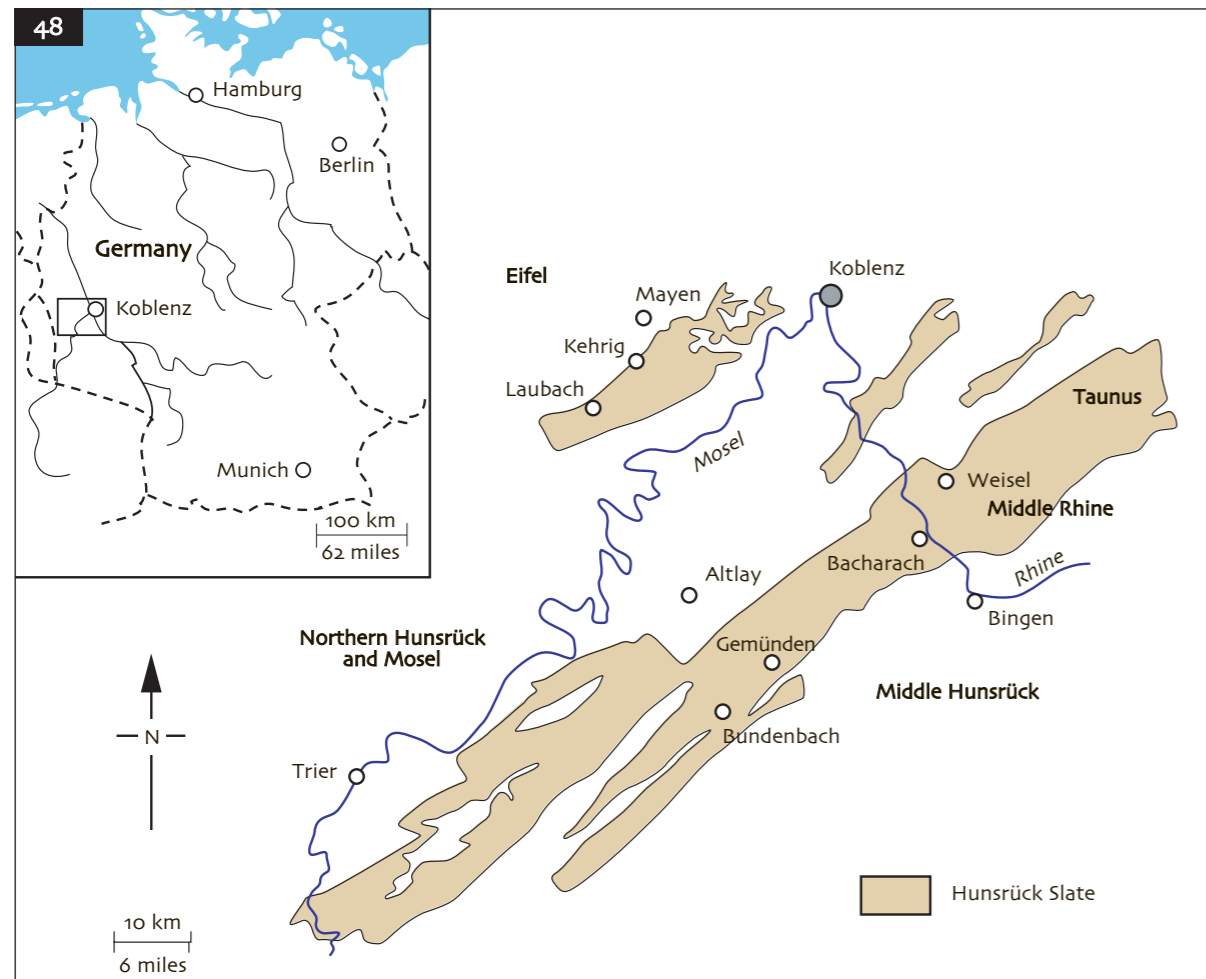 48
Hamburg
Berlin
Germany
Koblenz
Munich
100 km
62 miles
Eifel
Koblenz
Mayen
Kehrig
Laubach
Taunus
Mosel
Weisel
Middle Rhine
Bacharach
Rhine
Altlay
Bingen
Northern Hunsrück
and Mosel
Gemünden
Middle Hunsrück
Bundenbach
N
Trier
Hunsrück Slate
10 km
6 miles